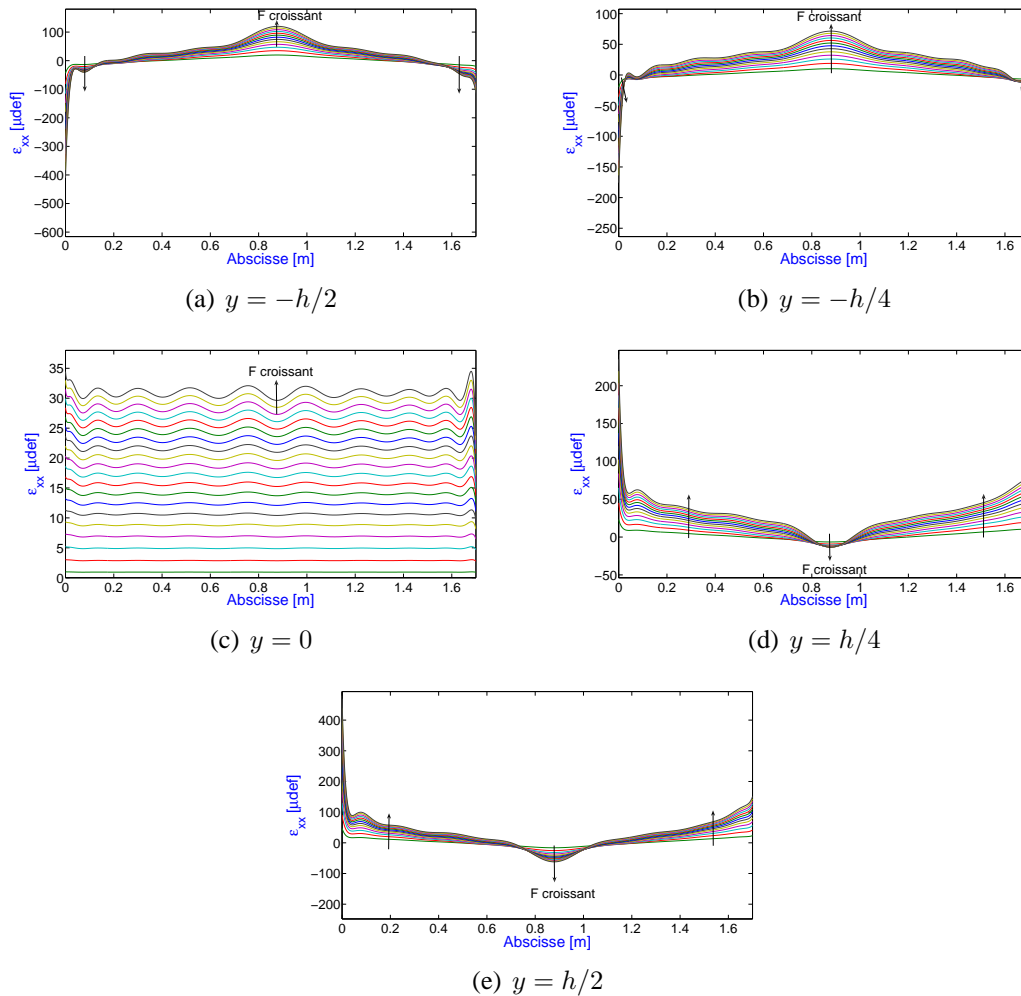 F croissant
100
0
−100
−200
−300
−400
−500
−600
εxx [µdef]
0 0.2 0.4 0.6 0.8 1 1.2 1.4 1.6
Abscisse [m]
(a) y = −h/2
F croissant
100
50
0
−50
−100
−150
−200
−250
εxx [µdef]
0 0.2 0.4 0.6 0.8 1 1.2 1.4 1.6
Abscisse [m]
(b) y = −h/4
F croissant
35
30
25
20
15
10
5
0
εxx [µdef]
0 0.2 0.4 0.6 0.8 1 1.2 1.4 1.6
Abscisse [m]
(c) y = 0
200
150
100
50
0
−50
εxx [µdef]
F croissant
0 0.2 0.4 0.6 0.8 1 1.2 1.4 1.6
Abscisse [m]
(d) y = h/4
400
300
200
100
0
−100
−200
εxx [µdef]
F croissant
0 0.2 0.4 0.6 0.8 1 1.2 1.4 1.6
Abscisse [m]
(e) y = h/2